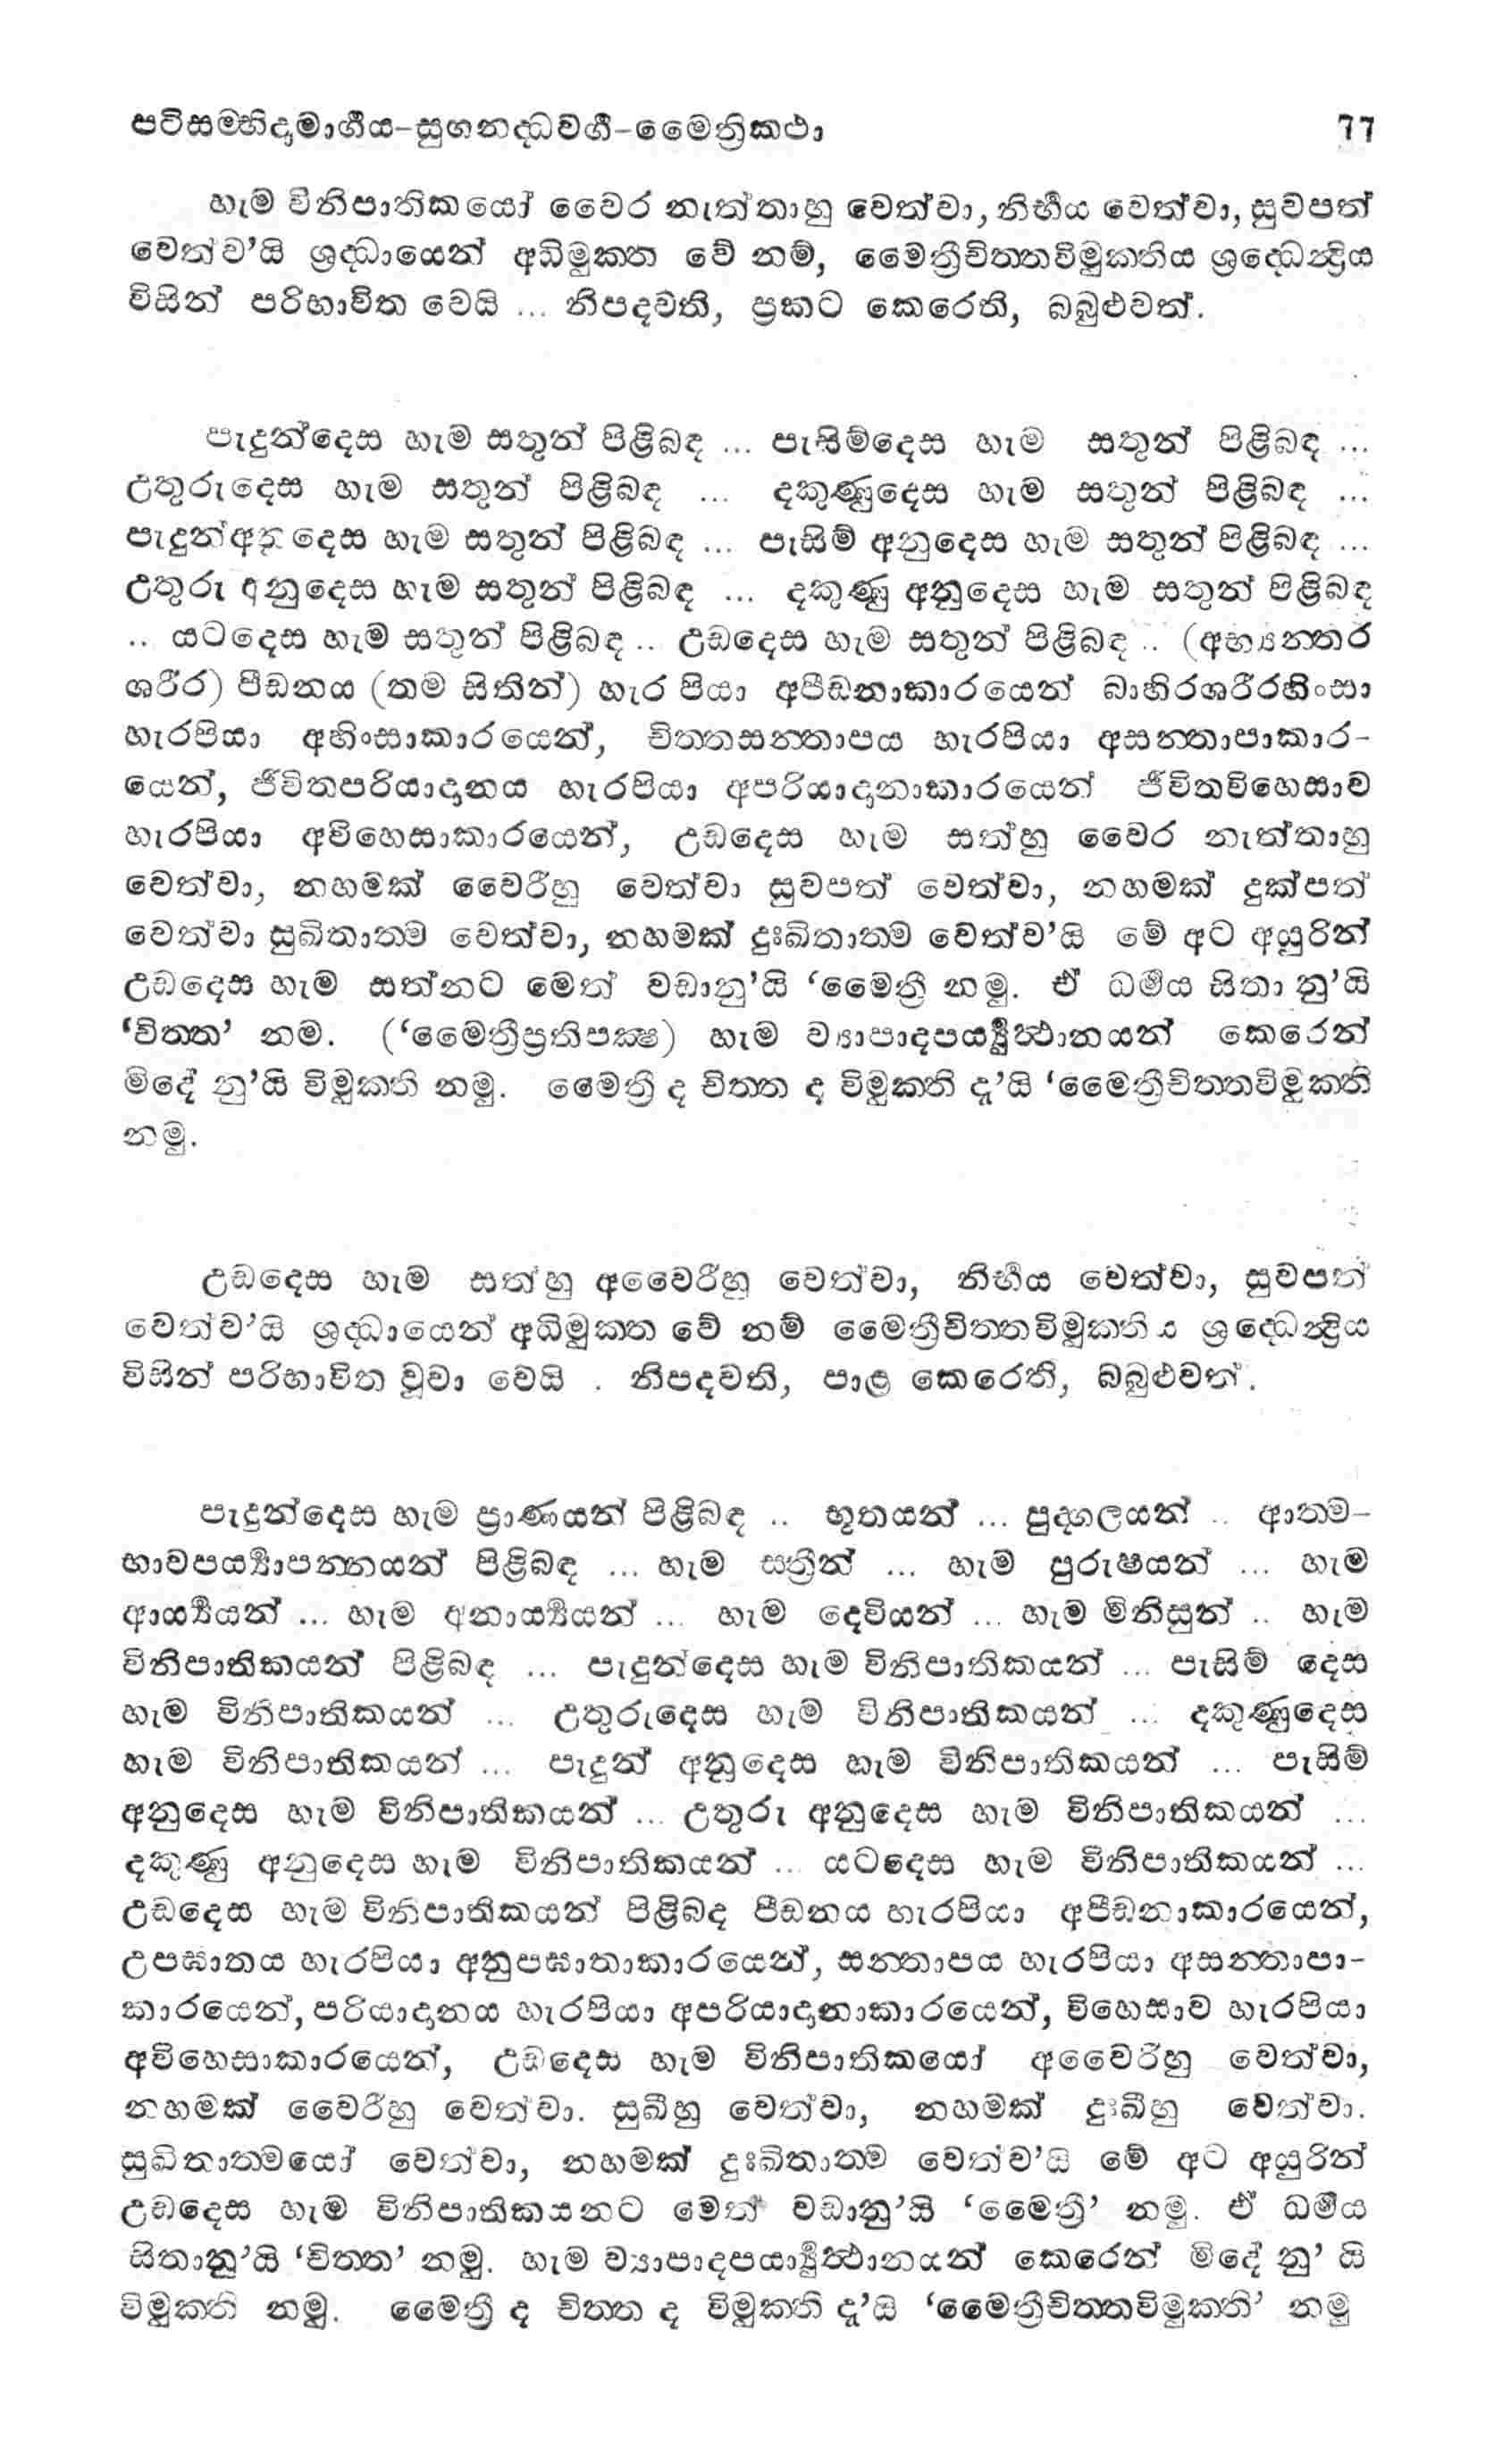 පටිසම්භිදාමාර්ගය-සුගනද්ධවර්ග-මෛත්‍රිකථා 77
හැම විනිපාතිකයෝ වෛර නැත්තාහු වෙත්වා, නිර්භය වෙත්වා, සුවපත්
වෙත්ව’යි ශ්‍රද්ධායෙන් අධිමුක්ත වේ නම්, මෛත්‍රීචිත්තවිමුක්තිය ශ්‍රද්ධෙන්ද්‍රිය
විසින් පරිභාවිත වෙයි ... නිපදවති, ප්‍රකට කෙරෙති, බබුළුවත්.
පැදුන්දෙස හැම සතුන් පිළිබඳ ... පැසිම්දෙස හැම සතුන් පිළිබඳ ...
උතුරුදෙස හැම සතුන් පිළිබඳ ... දකුණුදෙස හැම සතුන් පිළිබඳ ...
පැදුන්අනුදෙස හැම සතුන් පිළිබඳ ... පැසිම් අනුදෙස හැම සතුන් පිළිබඳ ...
උතුරු අනුදෙස හැම සතුන් පිළිබඳ ... දකුණු අනුදෙස හැම සතුන් පිළිබඳ
.. යටදෙස හැම සතුන් පිළිබඳ .. උඩදෙස හැම සතුන් පිළිබඳ .. (අභ්‍යන්තර
ශරීර) පීඩනය (තම සිතින්) හැර පියා අපීඩනාකාරයෙන් බාහිරශරීරහිංසා
හැරපියා අහිංසාකාරයෙන්, චිත්තසන්තාපය හැරපියා අසන්තාපාකාර-
යෙන්, ජීවිතපරියාදානය හැරපියා අපරියාදානාකාරයෙන් ජීවිතවිහෙසාව
හැරපියා අවිහෙසාකාරයෙන්, උඩදෙස හැම සත්හු වෛර නැත්තාහු
වෙත්වා, නහමක් වෛරීහු වෙත්වා සුවපත් වෙත්වා, නහමක් දුක්පත්
වෙත්වා සුඛිතාත්ම වෙත්වා, නහමක් දුඃඛිතාත්ම වෙත්ව’යි මේ අට අයුරින්
උඩදෙස හැම සත්නට මෙත් වඩානු’යි ‘මෛත්‍රී නමු. ඒ ධර්මය සිතා නු’යි
‘චිත්ත’ නම. (‘මෛත්‍රීප්‍රතිපක්ෂ) හැම ව්‍යාපාදපර්‍ය්‍යුත්ථානයන් කෙරෙන්
මිදේ නු’යි විමුක්ති නමු. මෛත්‍රී ද චිත්ත ද විමුක්ති දැ’යි ‘මෛත්‍රීචිත්තවිමුක්ති
නමු.
උඩදෙස හැම සත්හු අවෛරීහු වෙත්වා, නිර්භය වෙත්වා, සුවපත්
වෙත්ව’යි ශ්‍රද්ධායෙන් අධිමුක්ත වේ නම් මෛත්‍රීචිත්තවිමුක්තිය ශ්‍රද්ධෙන්ද්‍රිය
විසින් පරිභාවිත වූවා වෙයි . නිපදවති, පාළ කෙරෙති, බබුළුවත්.
පැදුන්දෙස හැම ප්‍රාණයන් පිළිබඳ .. භූතයන් ... පුද්ගලයන් .. ආත්ම-
භාවපර්‍ය්‍යාපන්නයන් පිළිබඳ ... හැම ස්ත්‍රීන් ... හැම පුරුෂයන් ... හැම
ආර්‍ය්‍යයන් ... හැම අනාර්‍ය්‍යයන් ... හැම දෙවියන් ... හැම මිනිසුන් .. හැම
විනිපාතිකයන් පිළිබඳ ... පැදුන්දෙස හැම විනිපාතිකයන් ... පැසිම් දෙස
හැම විනිපාතිකයන් ... උතුරුදෙස හැම විනිපාතිකයන් ... දකුණුදෙස
හැම විනිපාතිකයන් ... පැදුන් අනුදෙස හැම විනිපාතිකයන් ... පැසිම්
අනුදෙස හැම විනිපාතිකයන් ... උතුරු අනුදෙස හැම විනිපාතිකයන් ...
දකුණු අනුදෙස හැම විනිපාතිකයන් ... යටදෙස හැම විනිපාතිකයන් ...
උඩදෙස හැම විනිපාතිකයන් පිළිබද පීඩනය හැරපියා අපීඩනාකාරයෙන්,
උපඝාතය හැරපියා අනුපඝාතාකාරයෙන්, සන්තාපය හැරපියා අසන්තාපා-
කාරයෙන්, පරියාදානය හැරපියා අපරියාදානාකාරයෙන්, විහෙසාව හැරපියා
අවිහෙසාකාරයෙන්, උඩදෙස හැම විනිපාතිකයෝ අවෛරීහු වෙත්වා,
නහමක් වෛරීහු වෙත්වා. සුඛීහු වෙත්වා, නහමක් දුඃඛීහු වෙත්වා.
සුඛිතාත්මයෝ වෙත්වා, නහමක් දුඃඛිතාත්ම වෙත්ව’යි මේ අට අයුරින්
උඩදෙස හැම විනිපාතිකයනට මෙත් වඩානු’යි ‘මෛත්‍රී’ නමු. ඒ ධර්මය
සිතානු’යි ‘චිත්ත’ නමු. හැම ව්‍යාපාදපර්‍ය්‍යුත්ථානයන් කෙරෙන් මිදේ නු’ යි
විමුක්ති නමු. මෛත්‍රී ද චිත්ත ද විමුක්ති දැ’යි ‘මෛත්‍රීචිත්තවිමුක්ති’ නමු